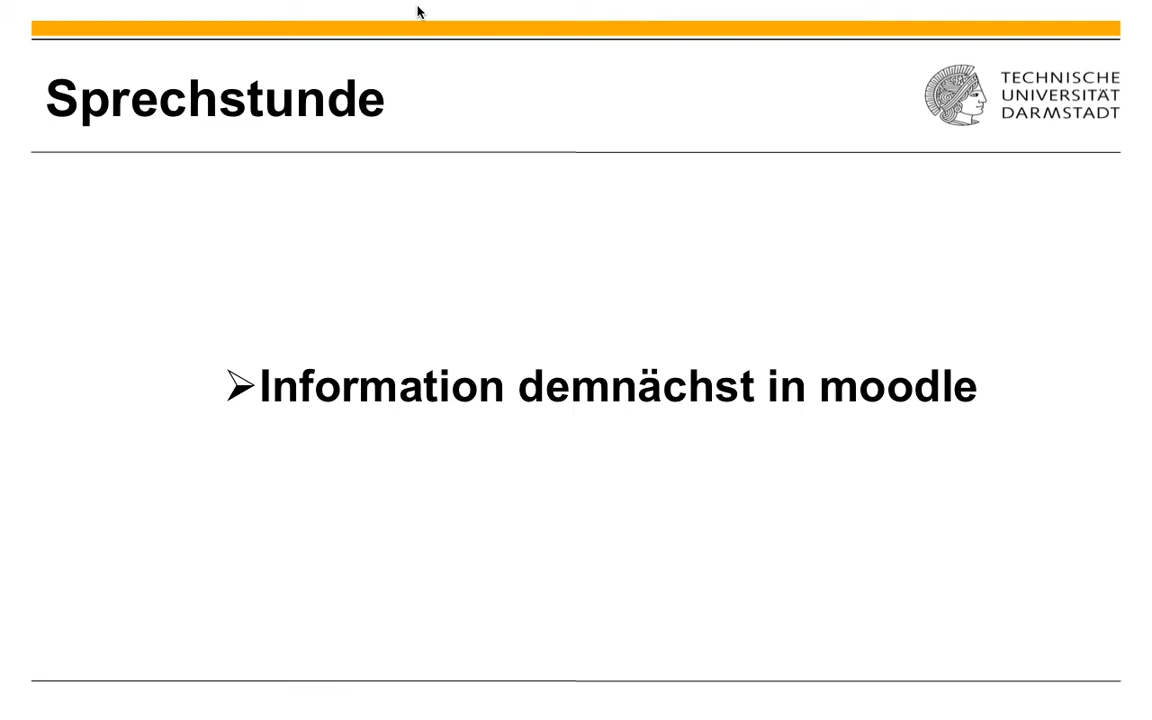 Sprechstunde
TECHNISCHE
UNIVERSITÄT
DARMSTADT
➢Information demnächst in moodle